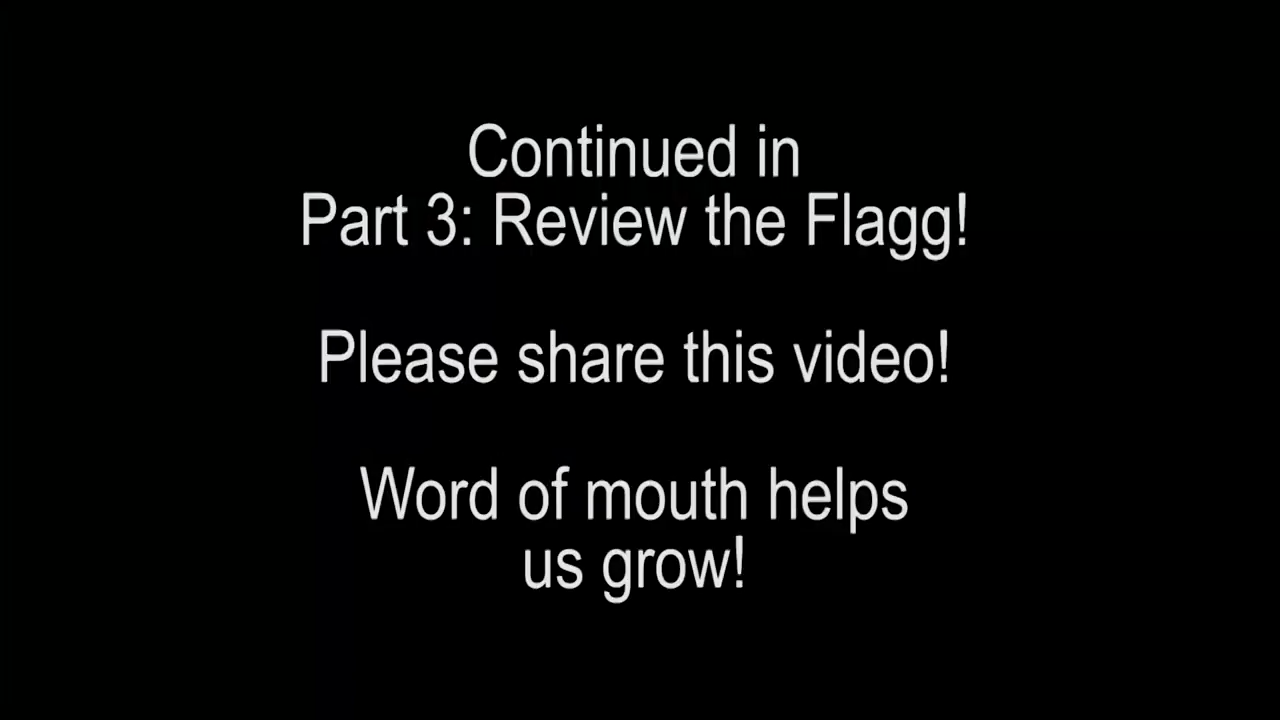 Continued in
Part 3: Review the Flagg!
Please share this video!
Word of mouth helps
us grow!